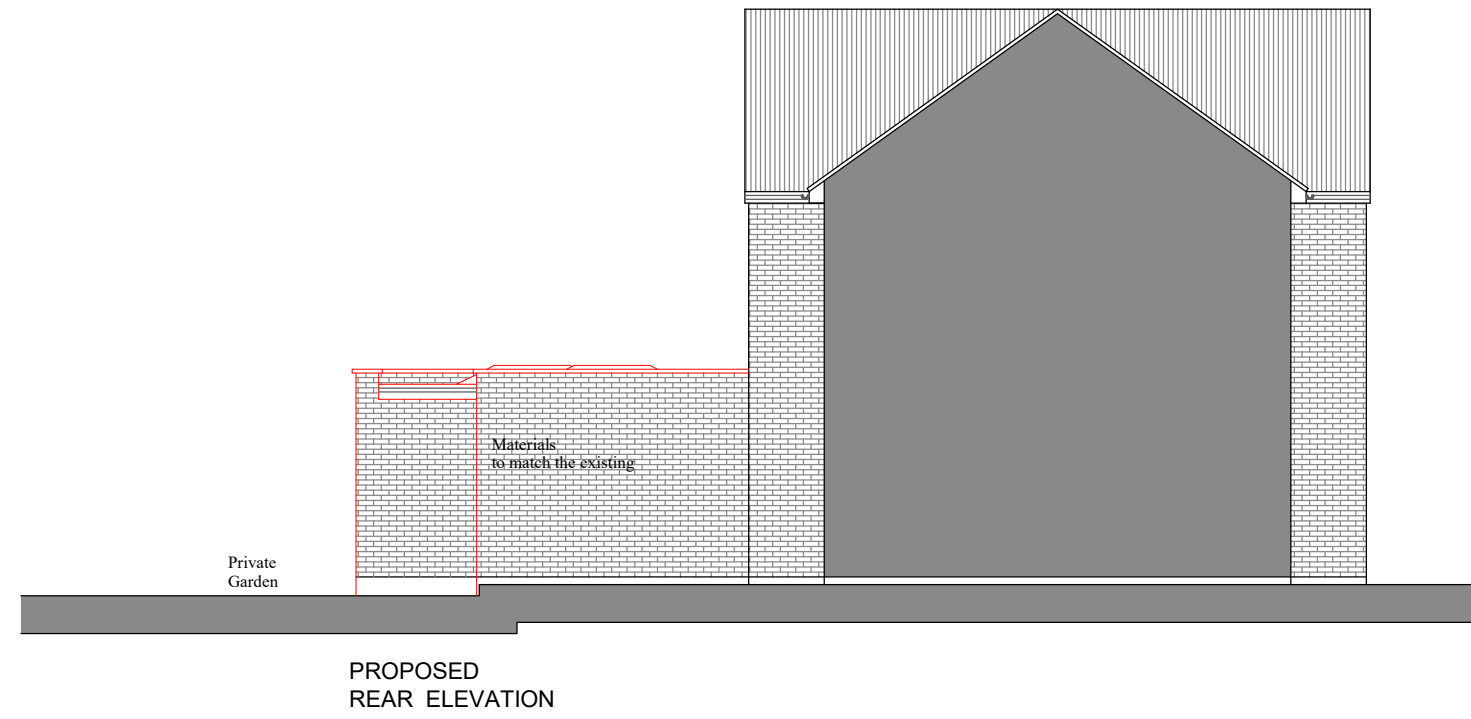 Materials
to match the existing
Private
Garden
PROPOSED
REAR ELEVATION